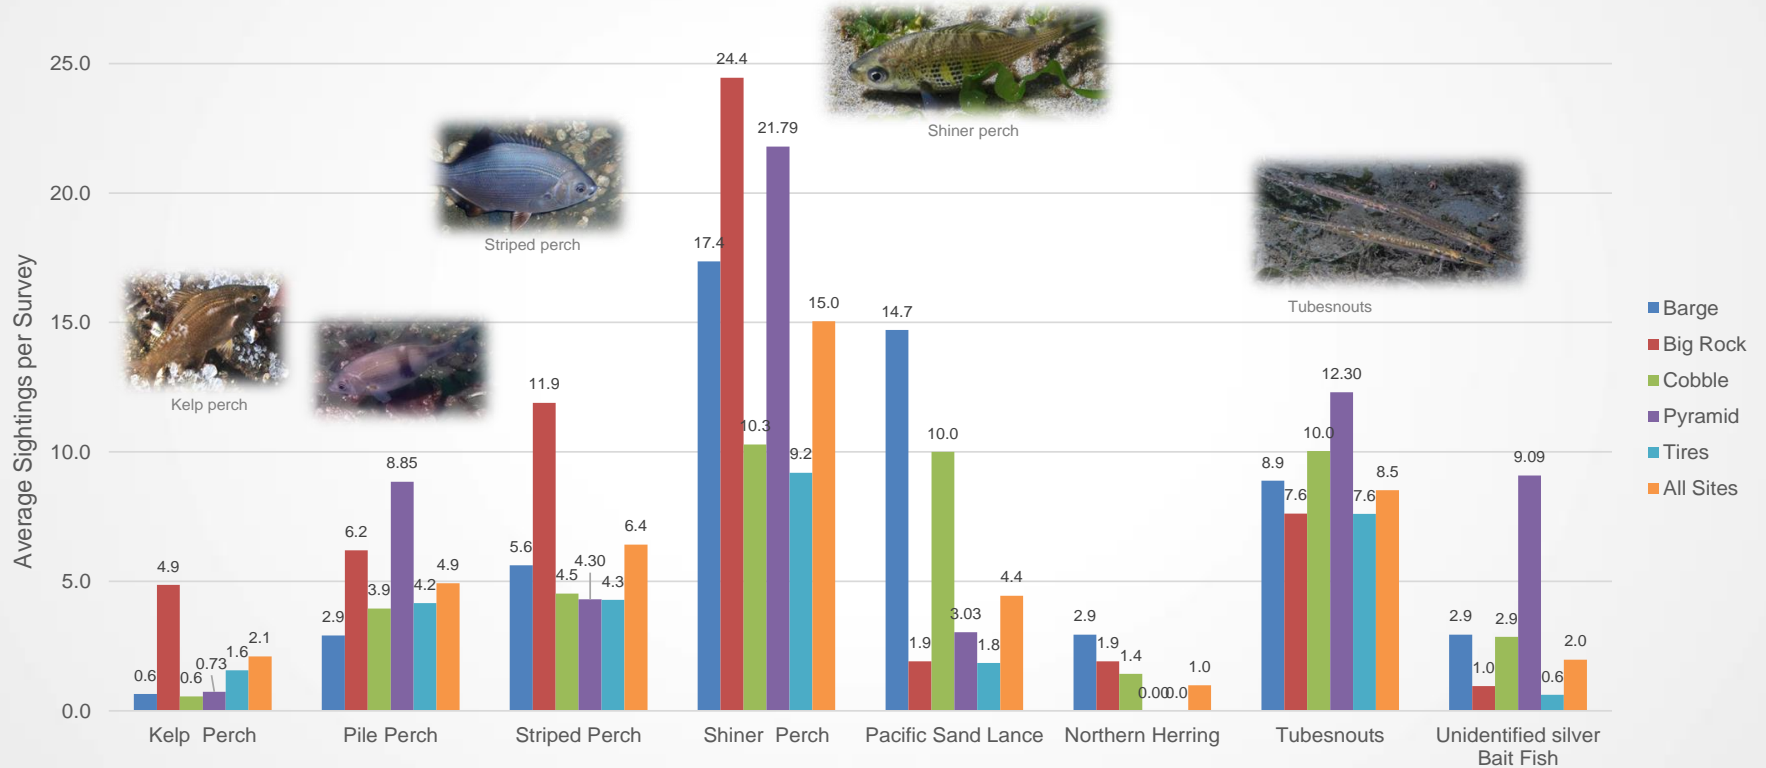 25.0
20.0
15.0
10.0
5.0
0.0
Average Sightings per Survey
Kelp perch
Striped perch
Shiner perch
Tubesnouts
0.6
4.9
0.6
0.73
1.6
2.1
2.9
6.2
3.9
8.85
4.2
4.9
5.6
11.9
4.5
4.30
4.3
6.4
17.4
24.4
10.3
21.79
9.2
15.0
14.7
1.9
10.0
3.03
1.8
4.4
2.9
1.9
1.4
0.00
0.0
1.0
8.9
7.6
10.0
12.30
7.6
8.5
2.9
1.0
2.9
9.09
0.6
2.0
Kelp Perch
Pile Perch
Striped Perch
Shiner Perch
Pacific Sand Lance
Northern Herring
Tubesnouts
Unidentified silver
Bait Fish
Barge
Big Rock
Cobble
Pyramid
Tires
All Sites